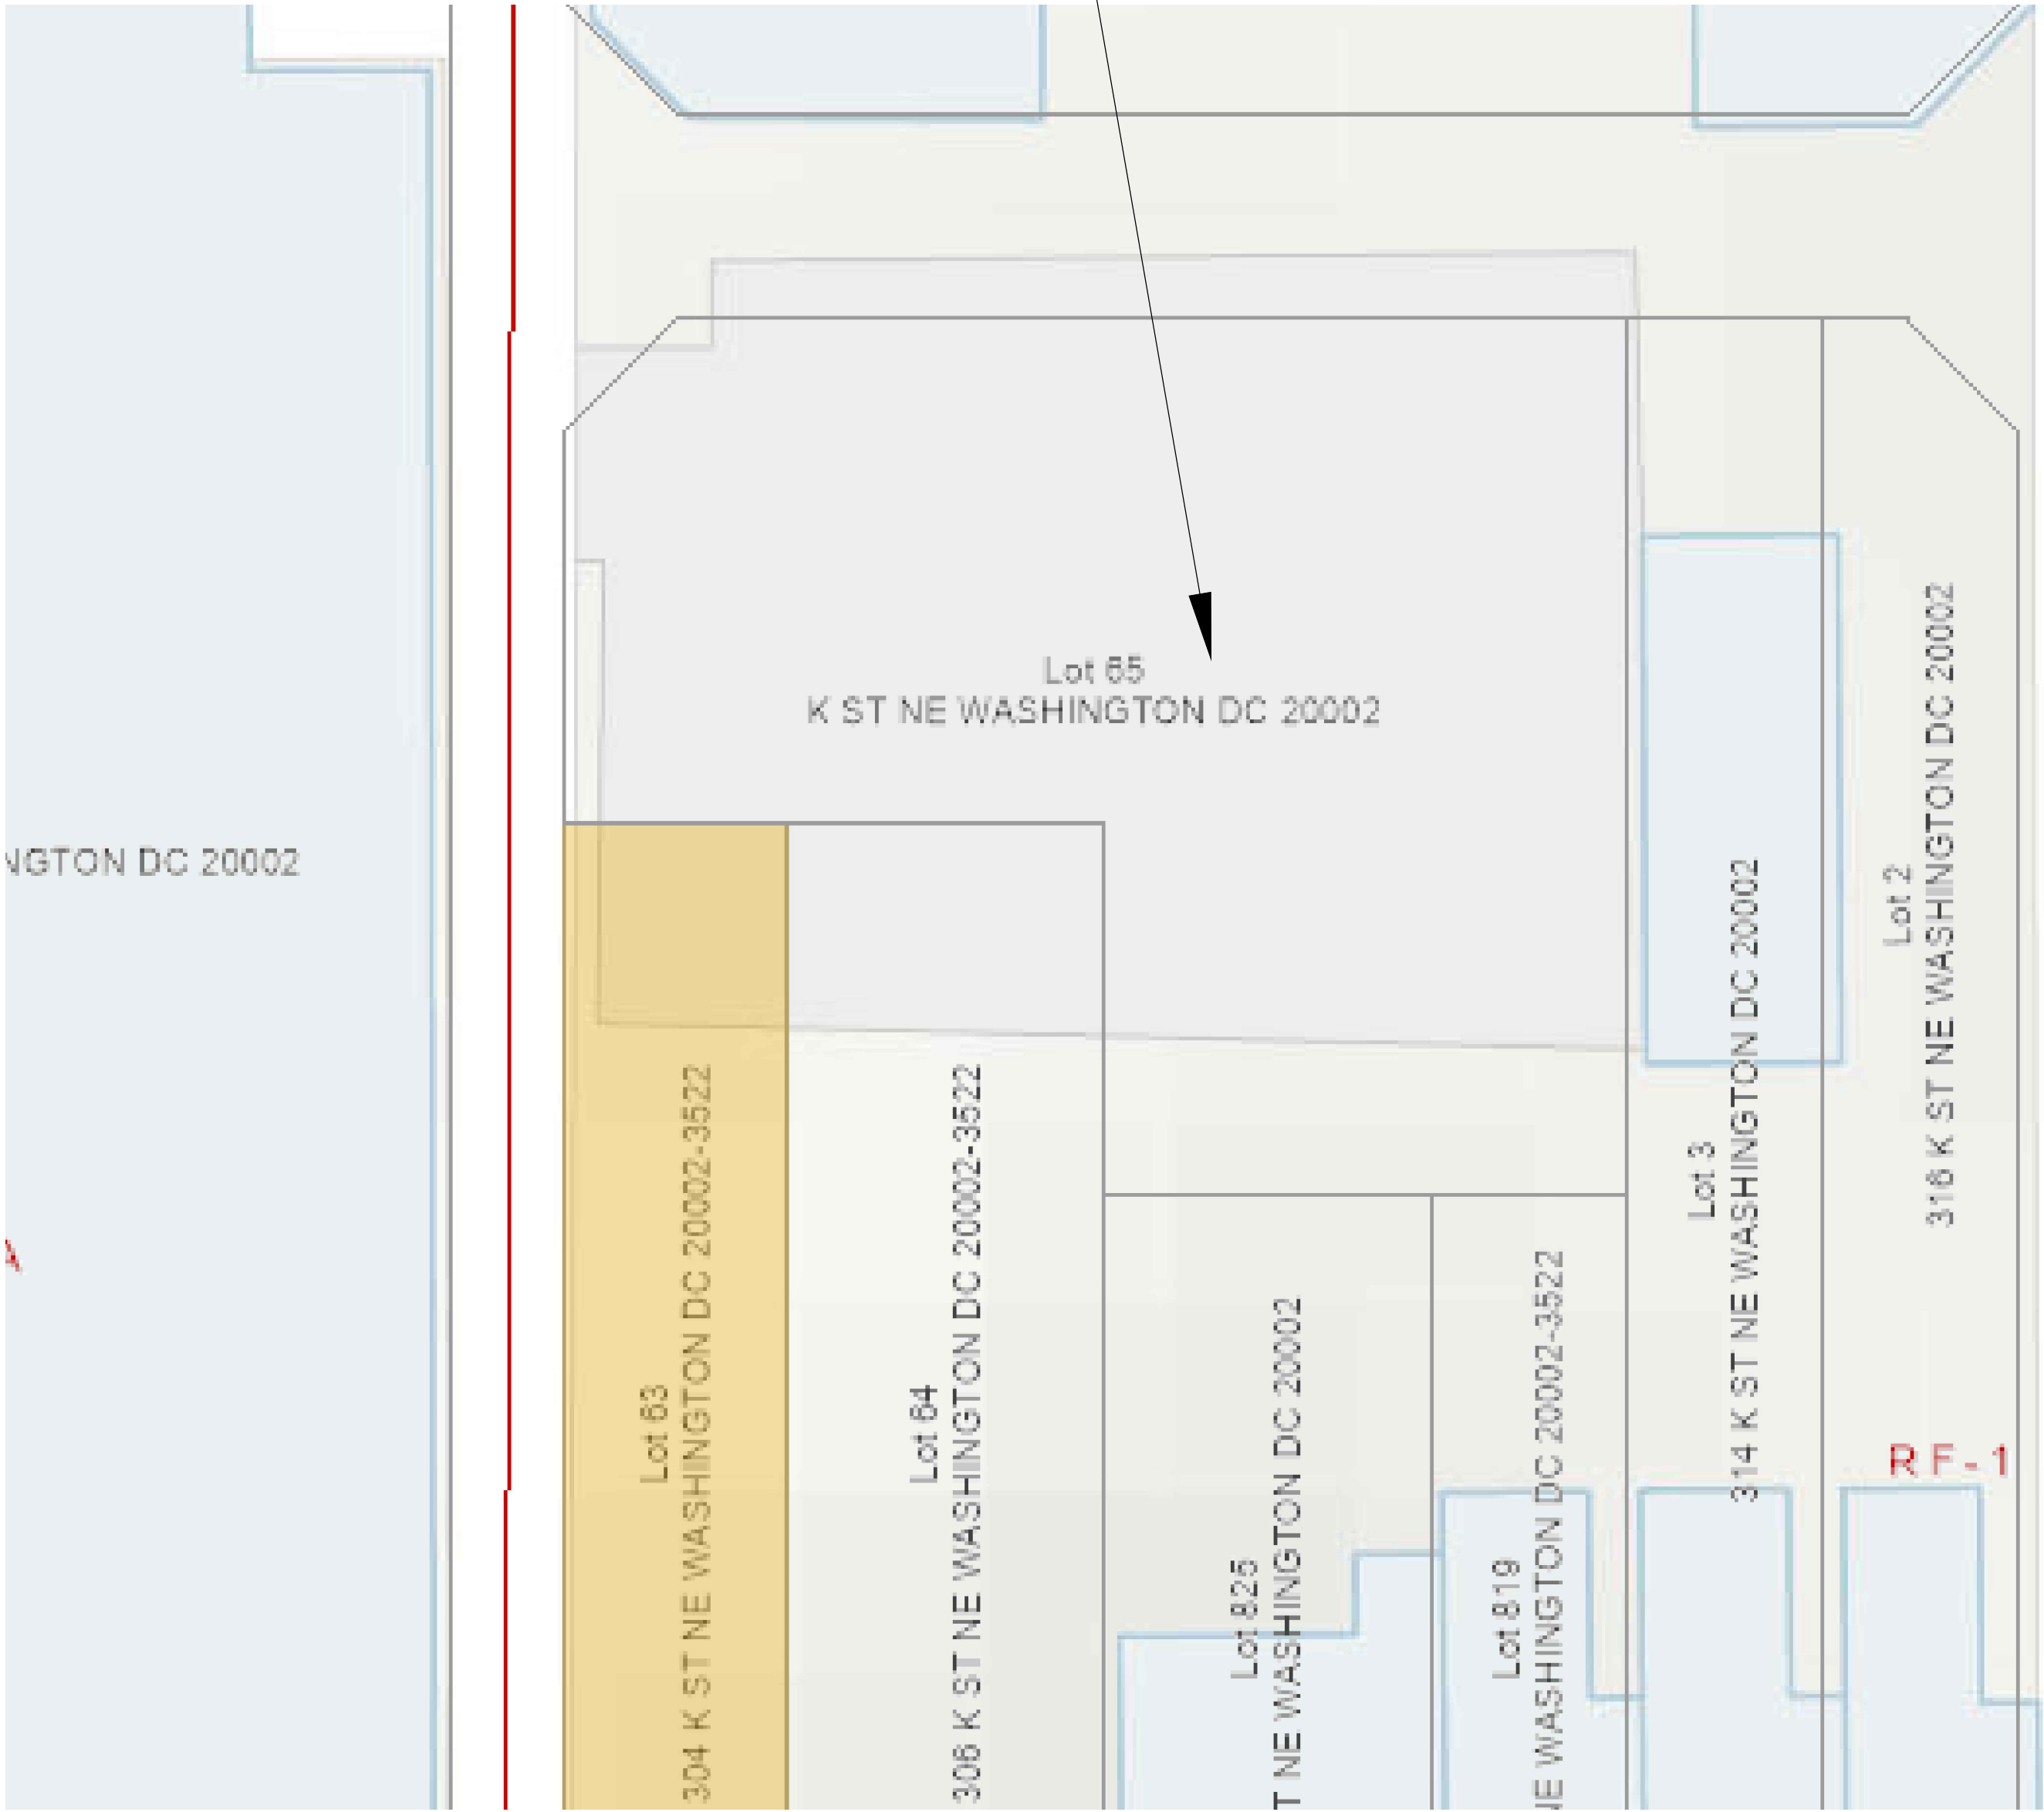 Lot 65
K ST NE WASHINGTON DC 20002
NGTON DC 20002
Lot 63
304 K ST NE WASHINGTON DC 20002-3522
Lot 64
306 K ST NE WASHINGTON DC 20002-3522
Lot 825
T NE WASHINGTON DC 20002
Lot 819
NE WASHINGTON DC 20002-3522
Lot 3
314 K ST NE WASHINGTON DC 20002
Lot 2
316 K ST NE WASHINGTON DC 20002
RF-1